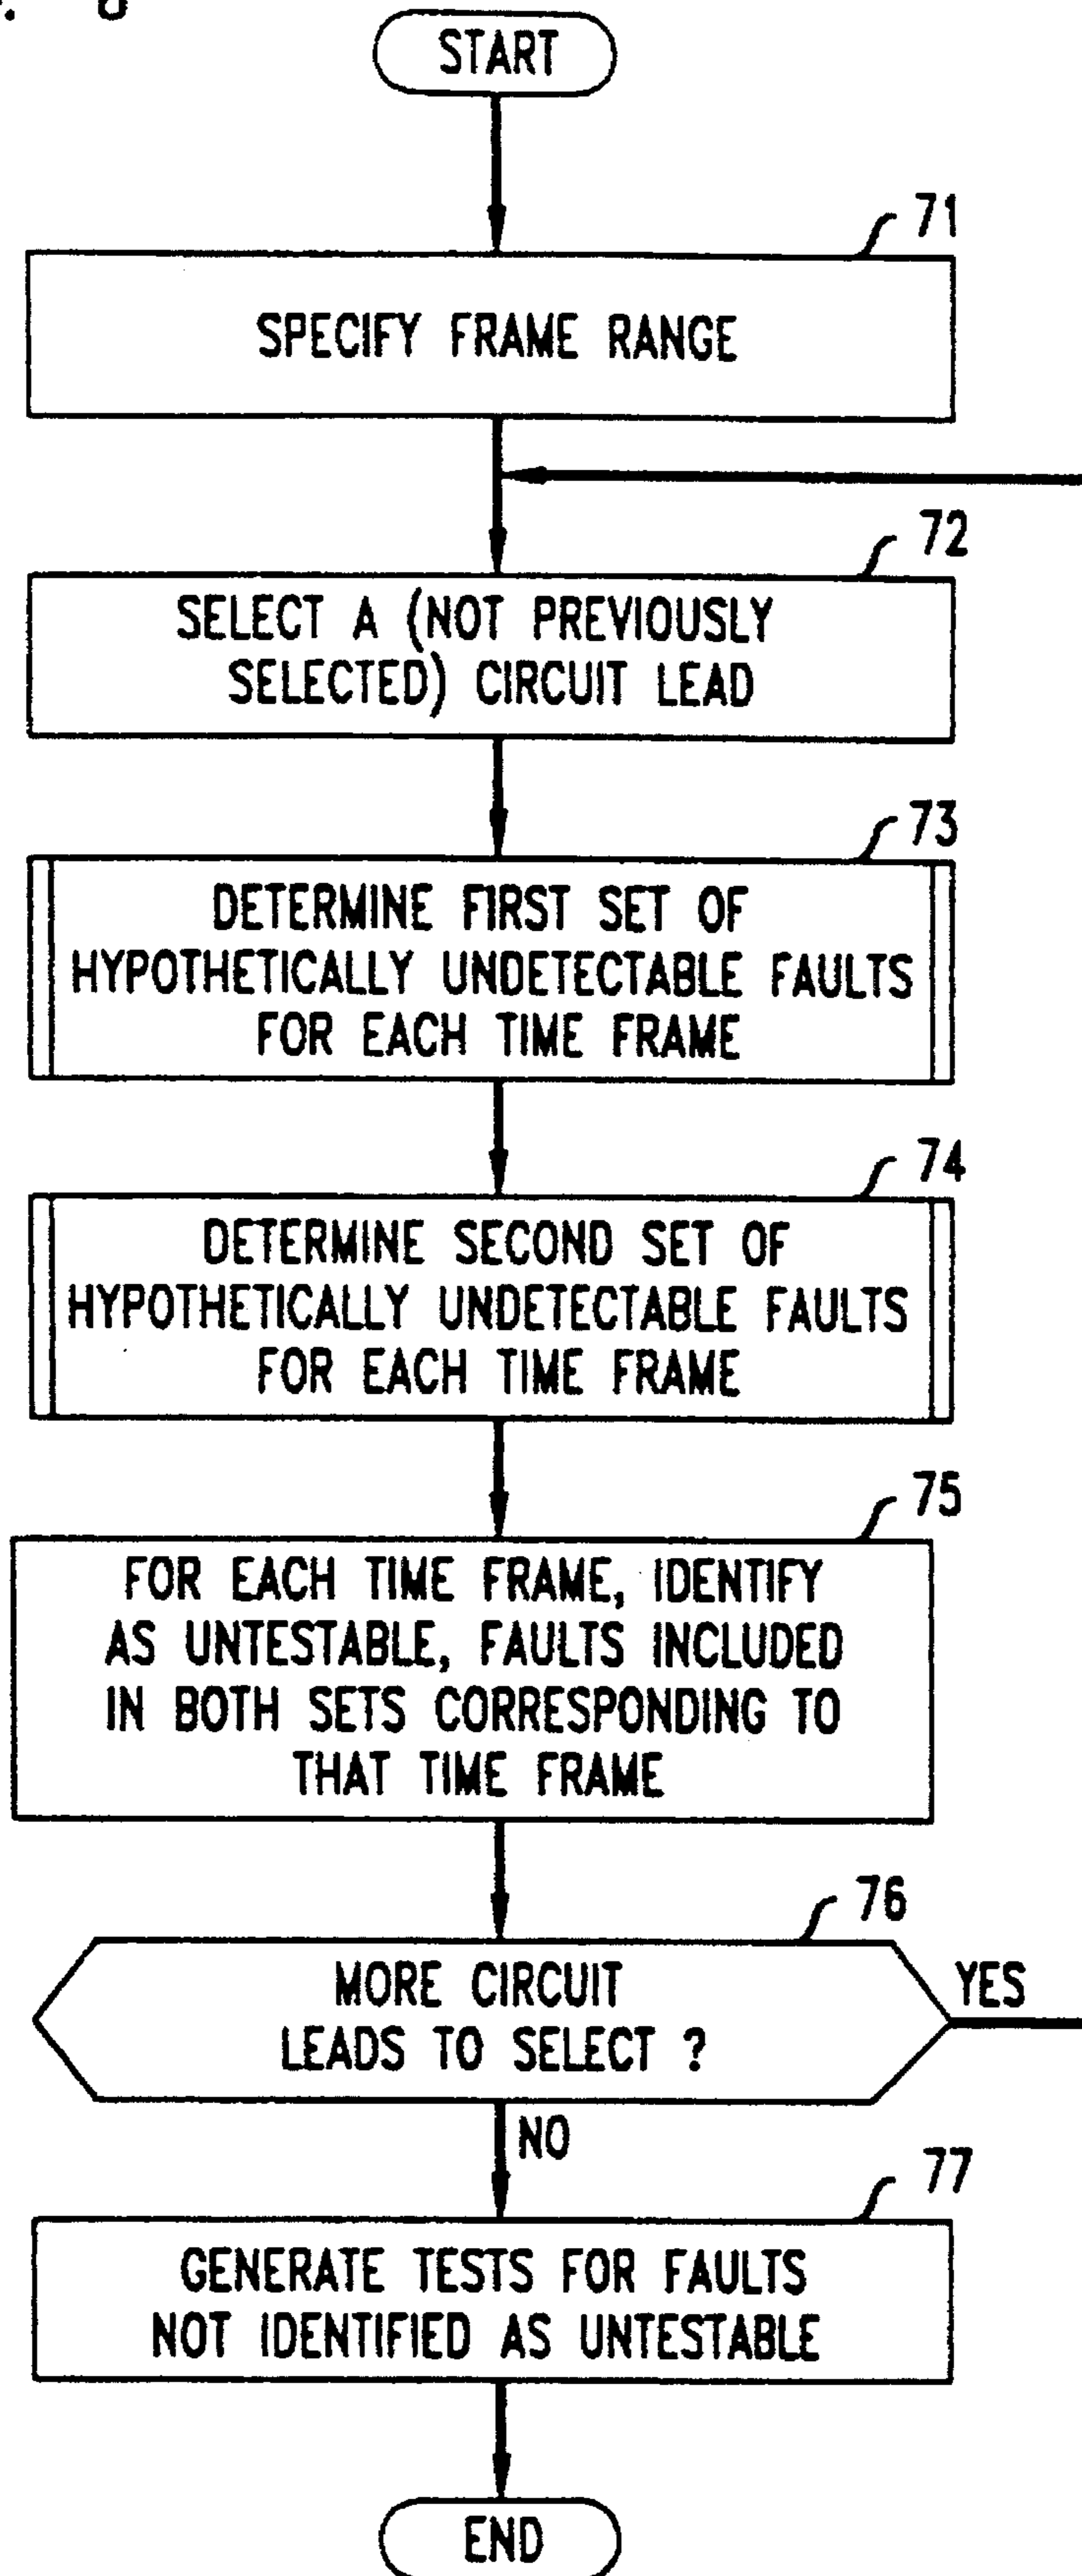 START
71
SPECIFY FRAME RANGE
72
SELECT A (NOT PREVIOUSLY
SELECTED) CIRCUIT LEAD
73
DETERMINE FIRST SET OF
HYPOTHETICALLY UNDETECTABLE FAULTS
FOR EACH TIME FRAME
74
DETERMINE SECOND SET OF
HYPOTHETICALLY UNDETECTABLE FAULTS
FOR EACH TIME FRAME
75
FOR EACH TIME FRAME, IDENTIFY
AS UNTESTABLE, FAULTS INCLUDED
IN BOTH SETS CORRESPONDING TO
THAT TIME FRAME
76
MORE CIRCUIT
LEADS TO SELECT ?
YES
NO
77
GENERATE TESTS FOR FAULTS
NOT IDENTIFIED AS UNTESTABLE
END